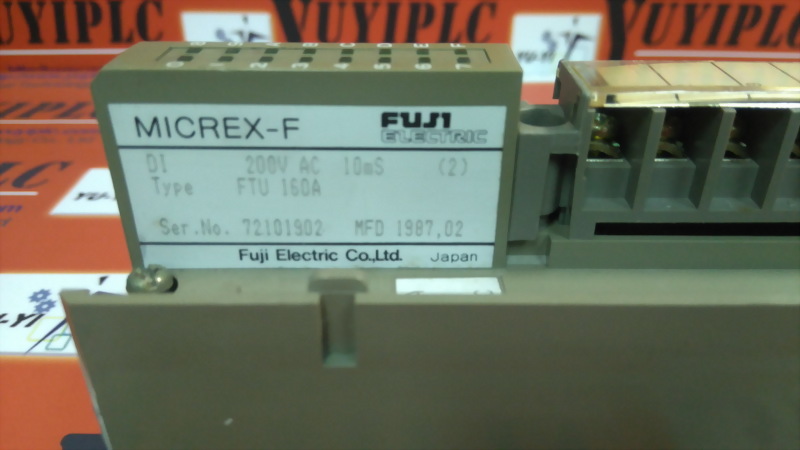 YUYIPLC
YUYIPLC
MICREX-F
FUJI
ELECTRIC
DI 200V AC 10mS (2)
Type FTU 160A
Ser.No. 72101902 MFD 1987,02
Fuji Electric Co.,Ltd. Japan